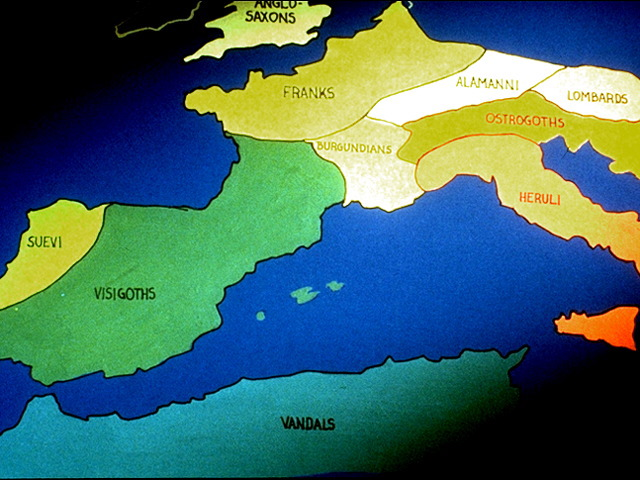 ANGLO-
SAXONS
FRANKS
ALAMANNI
LOMBARDS
OSTROGOTHS
BURGUNDIANS
HERULI
SUEVI
VISIGOTHS
VANDALS